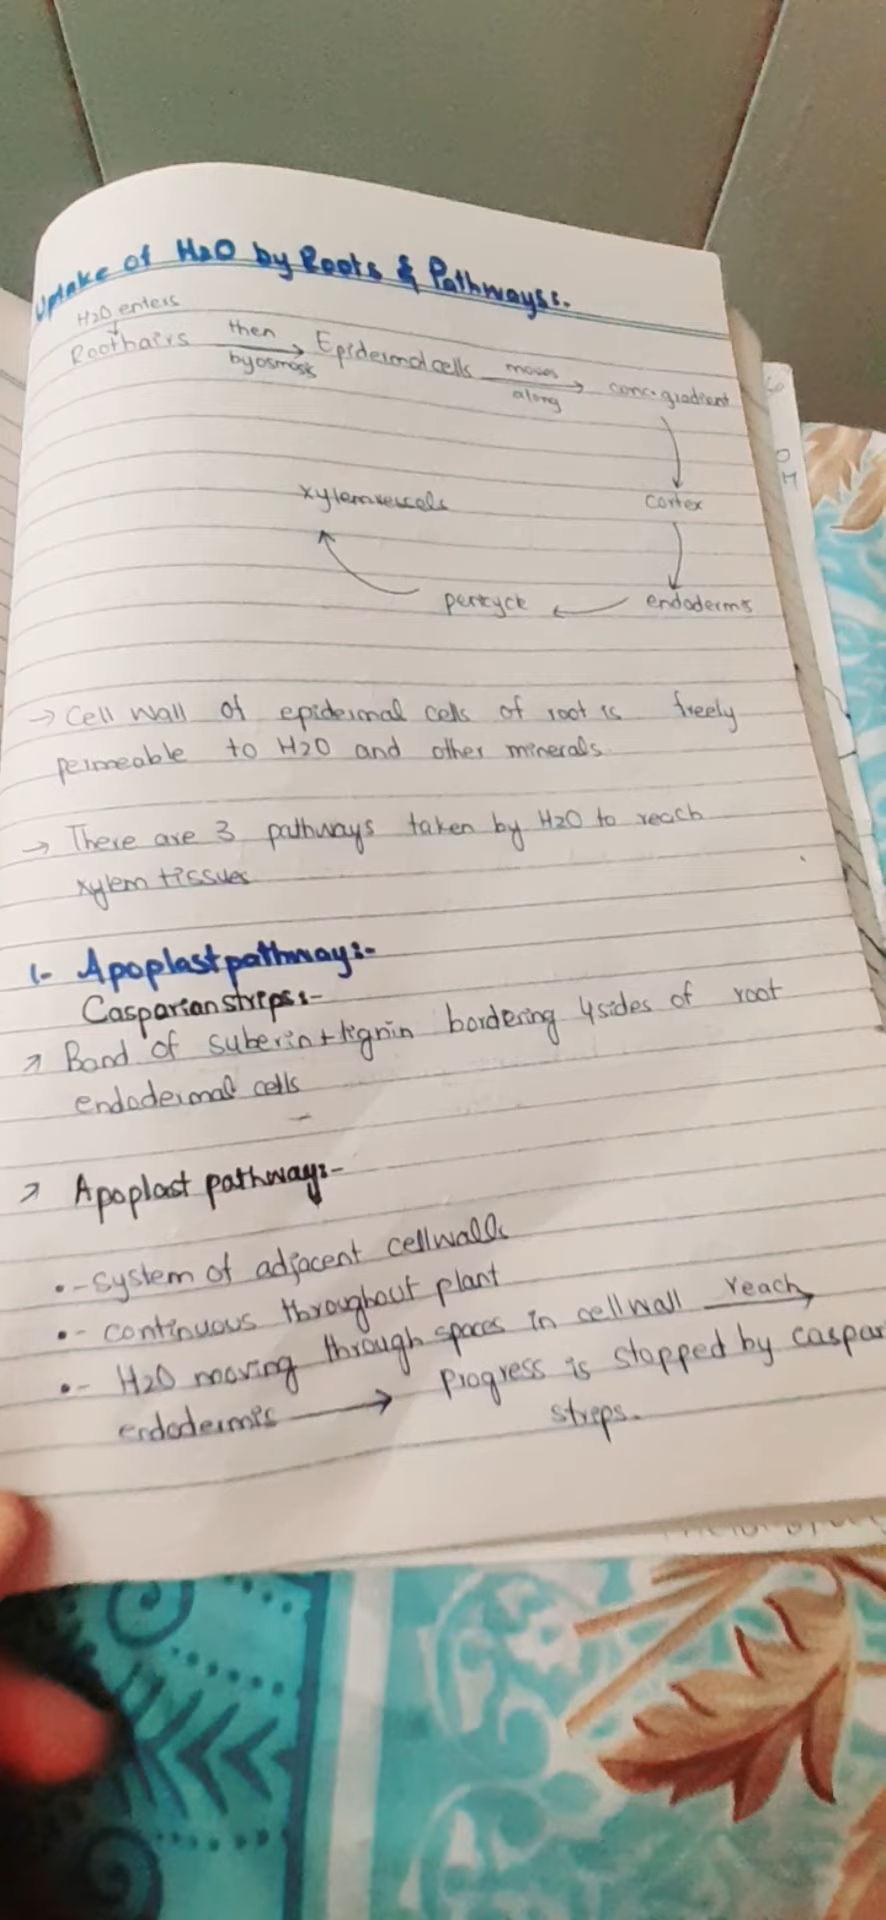 Uptake of H2O by Roots & Pathways:-
H2O enters
Roothairs then by osmosis → Epidermal cells moves along → conc. gradient
xylem vessels cortex
pericycle ← endodermis
→ Cell wall of epidermal cells of root is freely
permeable to H2O and other minerals
→ There are 3 pathways taken by H2O to reach
xylem tissues
1- Apoplast pathway:-
Casparian strips:-
↗ Band of suberin + lignin bordering 4 sides of root
endodermal cells
↗ Apoplast pathway:-
•- system of adjacent cellwalls
•- continuous throughout plant
•- H2O moving through spaces in cellwall reach →
endodermis → Progress is stopped by caspar
strips.